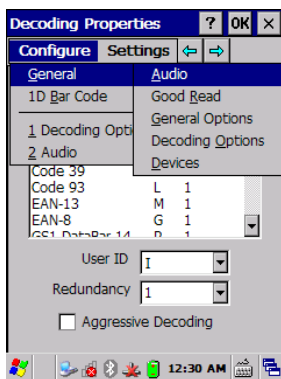 Decoding Properties ? OK ×
Configure Settings
General Audio
1D Bar Code Good Read
General Options
1 Decoding Opti Decoding Options
2 Audio Devices
Code 39
Code 93 L 1
EAN-13 M 1
EAN-8 G 1
GS1 DataBar 14 R 1
User ID I
Redundancy 1
Aggressive Decoding
12:30 AM